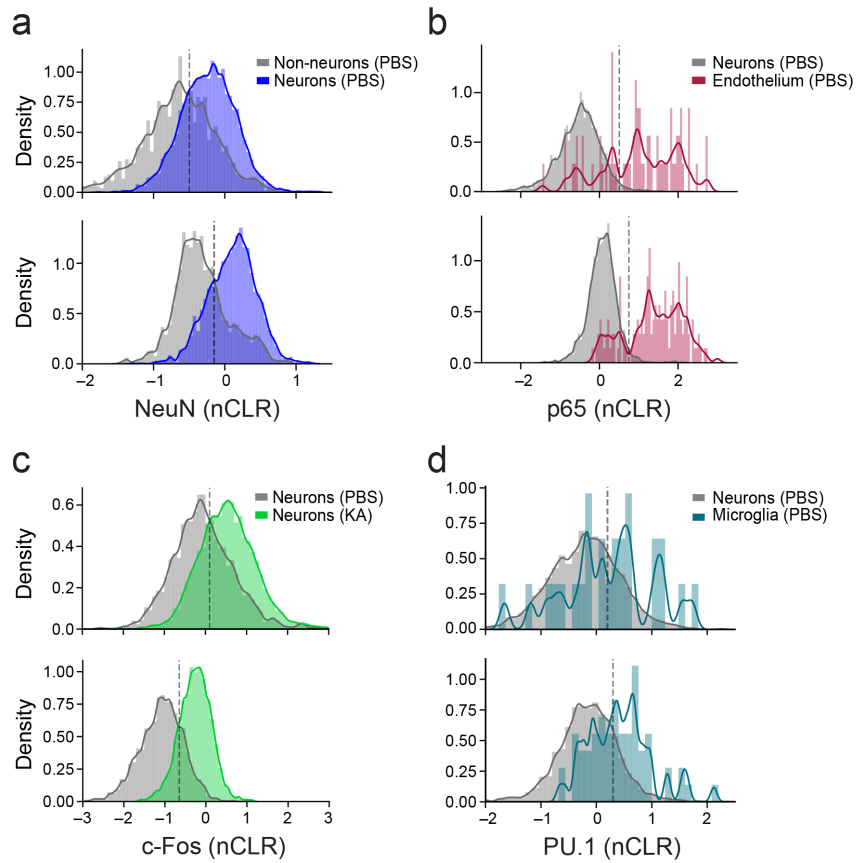 a
Density
1.00
0.75
0.50
0.25
0.00
Non-neurons (PBS)
Neurons (PBS)
Density
1.0
0.5
0.0
−2
−1
0
1
NeuN (nCLR)
b
1.0
0.5
0.0
Neurons (PBS)
Endothelium (PBS)
1.0
0.5
0.0
−2
0
2
p65 (nCLR)
c
Density
0.6
0.4
0.2
0.0
Neurons (PBS)
Neurons (KA)
Density
1.00
0.75
0.50
0.25
0.00
−3
−2
−1
0
1
2
3
c-Fos (nCLR)
d
1.00
0.75
0.50
0.25
0.00
Neurons (PBS)
Microglia (PBS)
1.00
0.75
0.50
0.25
0.00
−2
−1
0
1
2
PU.1 (nCLR)